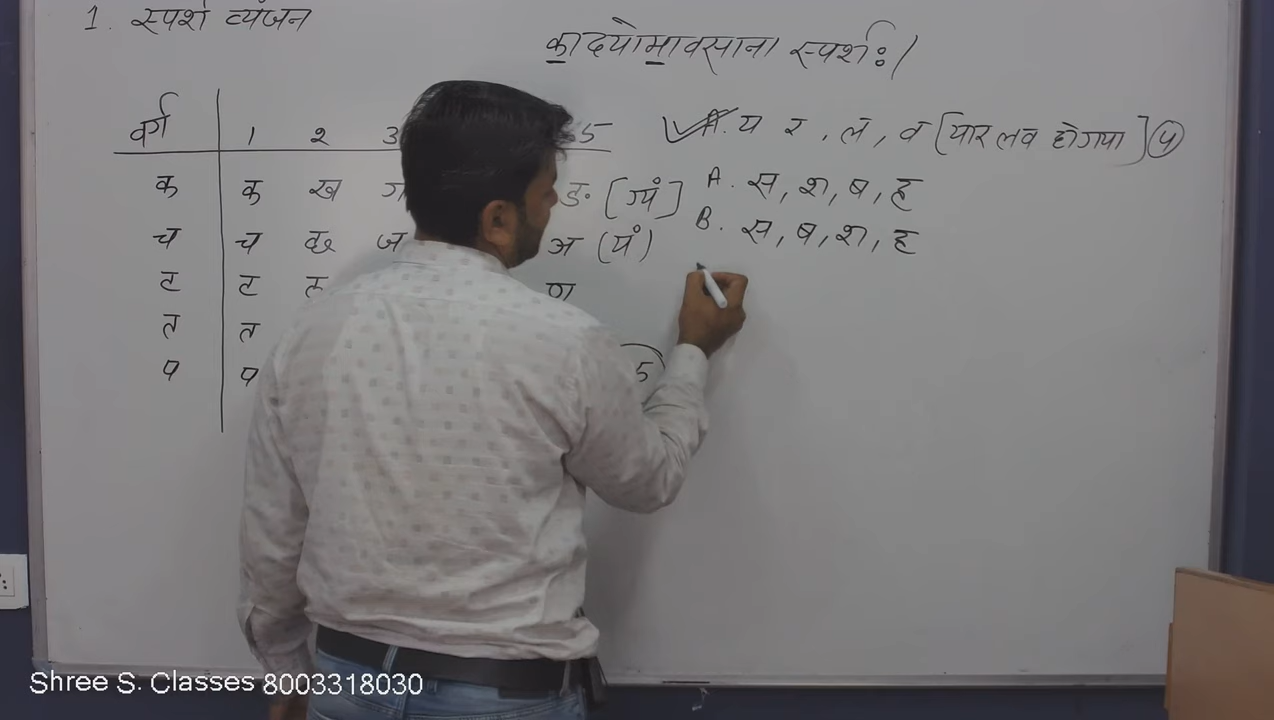 1. स्पर्श व्यंजन
कादयोमावसाना स्पर्शः।
वर्ग 1 2 3 5
A. य र, ल, व [यार लव होगया] (4)
क क ख ग ङ [ग्यं]
A. स, श, ष, ह
च च छ ज ञ (यं)
B. स, ष, श, ह
ट ट ठ ण
त त
प प 5
Shree S. Classes 8003318030